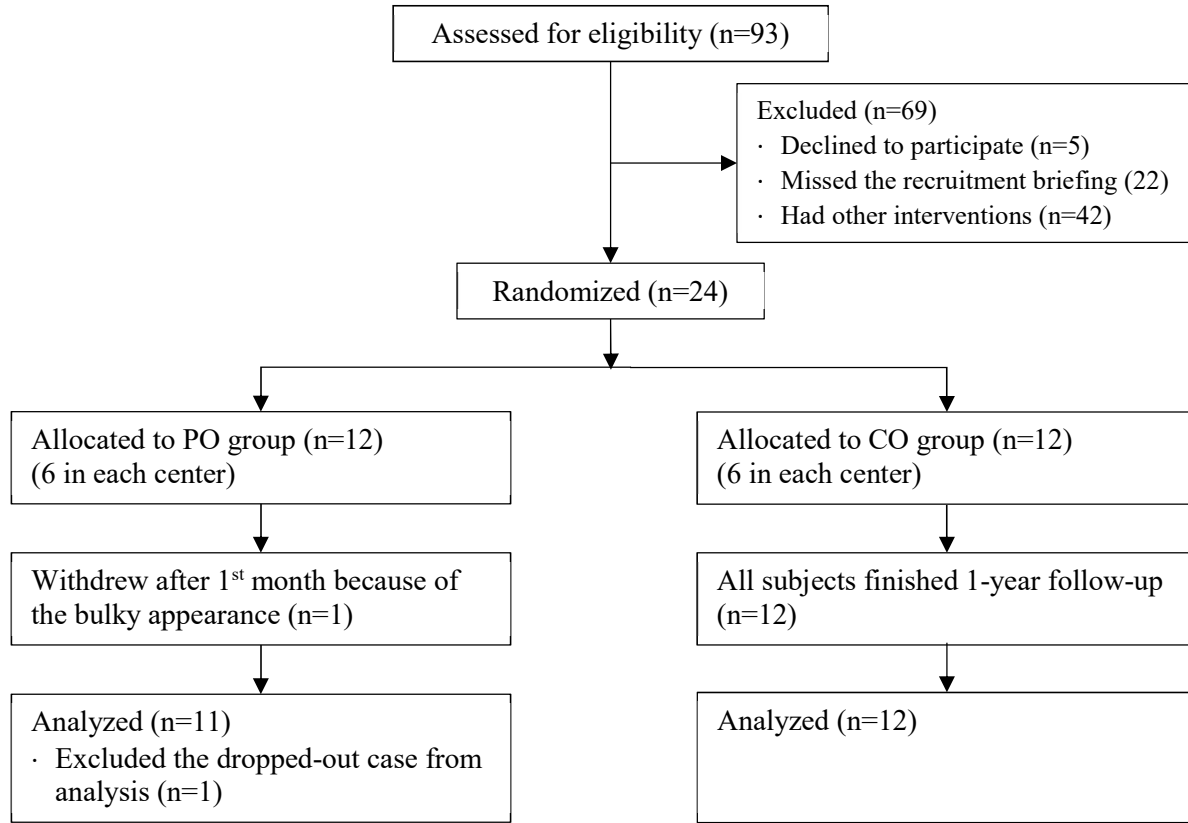 Assessed for eligibility (n=93)
Excluded (n=69)
· Declined to participate (n=5)
· Missed the recruitment briefing (22)
· Had other interventions (n=42)
Randomized (n=24)
Allocated to PO group (n=12)
(6 in each center)
Allocated to CO group (n=12)
(6 in each center)
Withdrew after 1st month because of
the bulky appearance (n=1)
All subjects finished 1-year follow-up
(n=12)
Analyzed (n=11)
· Excluded the dropped-out case from
analysis (n=1)
Analyzed (n=12)